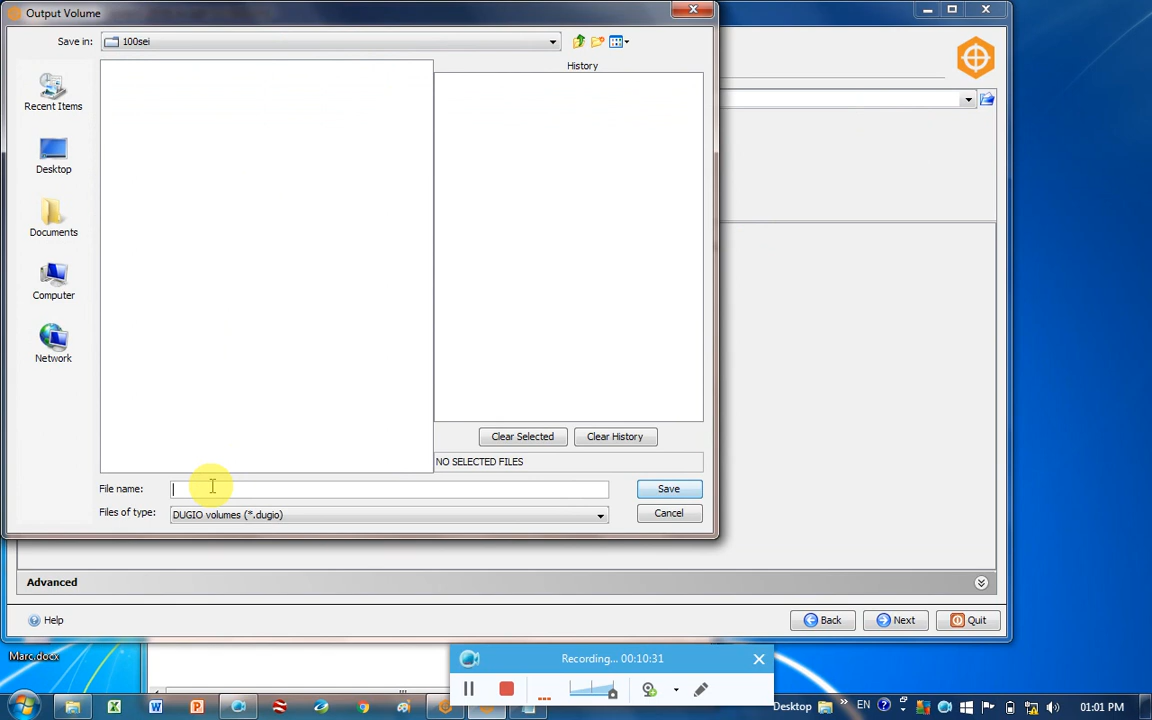 Output Volume
Save in:
100sei
History
Recent Items
Desktop
Documents
Computer
Network
Clear Selected
Clear History
NO SELECTED FILES
File name:
Save
Files of type:
DUGIO volumes (*.dugio)
Cancel
Advanced
Help
Back
Next
Quit
Marc.docx
Recording... 00:10:31
Desktop
EN
01:01 PM